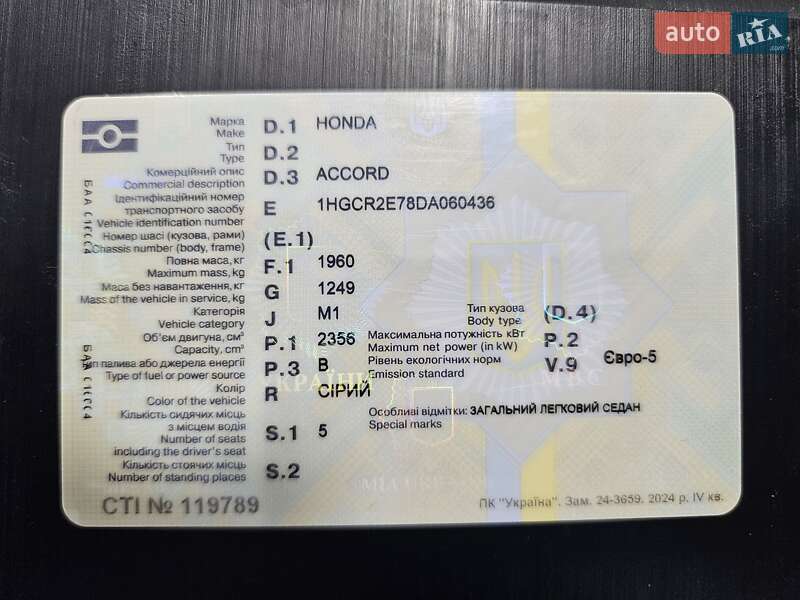 auto RIA.com
Марка
Make D.1 HONDA
Тип
Type D.2
Комерційний опис
Commercial description D.3 ACCORD
Ідентифікаційний номер
транспортного засобу
Vehicle identification number E 1HGCR2E78DA060436
Номер шасі (кузова, рами)
Chassis number (body, frame) (E.1)
Повна маса, кг
Maximum mass, kg F.1 1960
Маса без навантаження, кг
Mass of the vehicle in service, kg G 1249
Категорія
Vehicle category J M1
Тип кузова
Body type (D.4)
Об'єм двигуна, см³
Capacity, cm³ P.1 2356
Максимальна потужність кВт
Maximum net power (in kW) P.2
Тип палива або джерела енергії
Type of fuel or power source P.3 B
Рівень екологічних норм
Emission standard V.9 Євро-5
Колір
Color of the vehicle R СІРИЙ
Кількість сидячих місць
з місцем водія
Number of seats
including the driver's seat S.1 5
Особливі відмітки: ЗАГАЛЬНИЙ ЛЕГКОВИЙ СЕДАН
Special marks
Кількість стоячих місць
Number of standing places S.2
СТІ № 119789
ПК "Україна". Зам. 24-3659. 2024 р. IV кв.